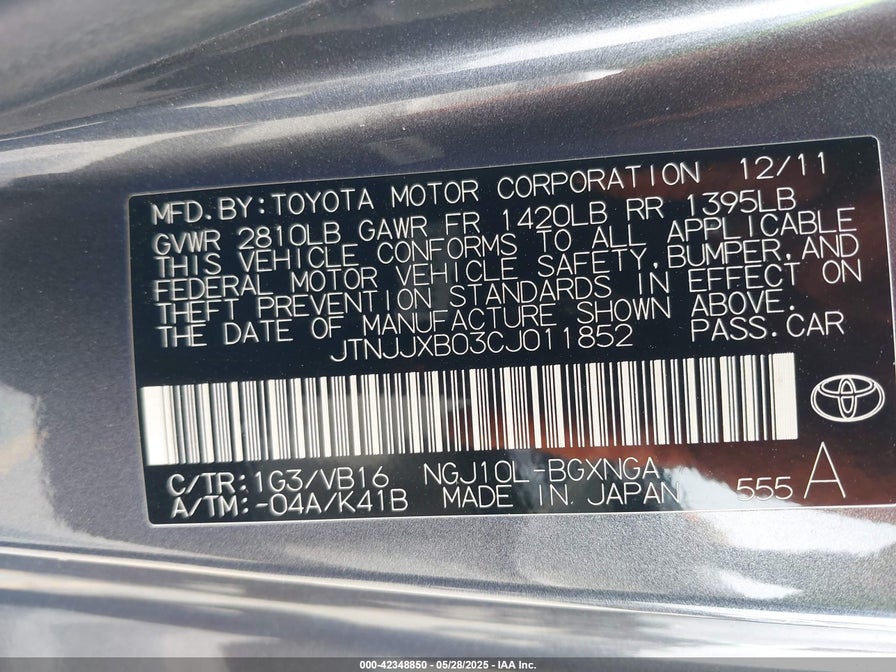 MFD.BY:TOYOTA MOTOR CORPORATION 12/11
GVWR 2810LB GAWR FR 1420LB RR 1395LB
THIS VEHICLE CONFORMS TO ALL APPLICABLE
FEDERAL MOTOR VEHICLE SAFETY,BUMPER,AND
THEFT PREVENTION STANDARDS IN EFFECT ON
THE DATE OF MANUFACTURE SHOWN ABOVE.
JTNJJXB03CJ011852 PASS.CAR
C/TR:1G3/VB16 NGJ10L-BGXNGA
A/TM:-04A/K41B MADE IN JAPAN 555 A
000-42348850 - 05/28/2025 - IAA Inc.